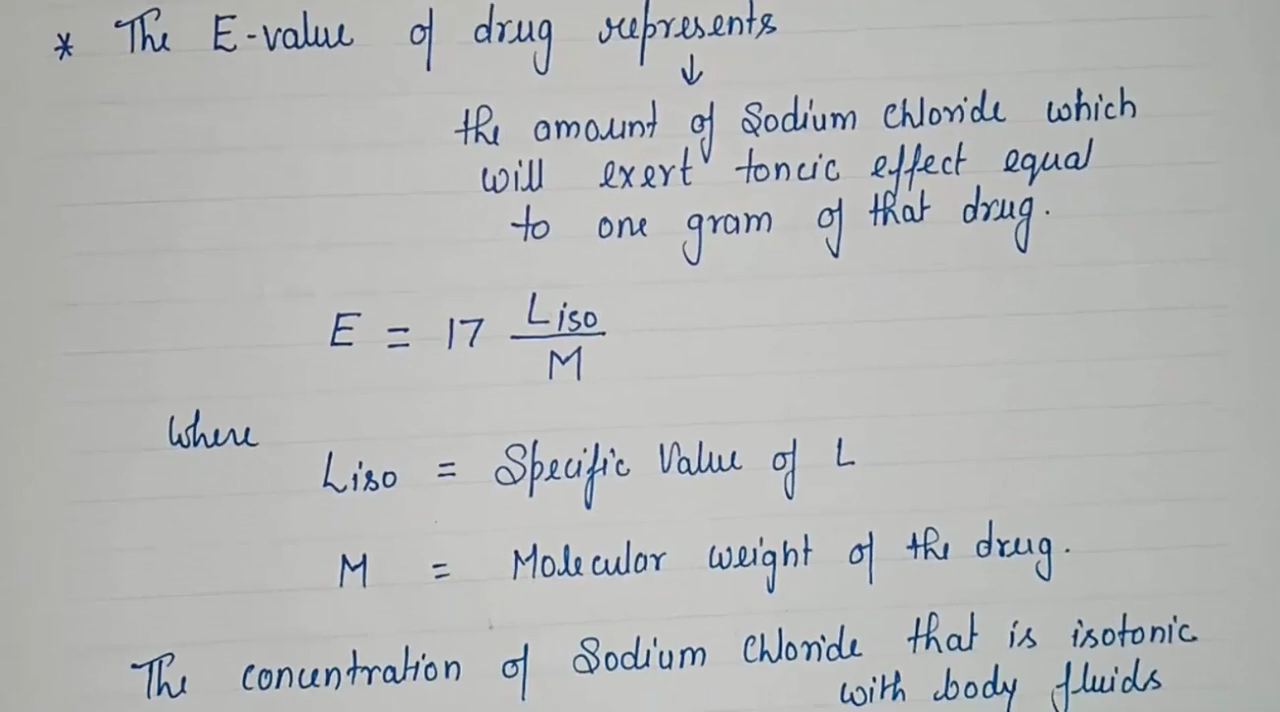 * The E-value of drug represents
↓
the amount of Sodium Chloride which
will exert toncic effect equal
to one gram of that drug.
E = 17 Liso / M
Where
Liso = Specific Value of L
M = Molecular weight of the drug.
The concentration of Sodium Chloride that is isotonic
with body fluids